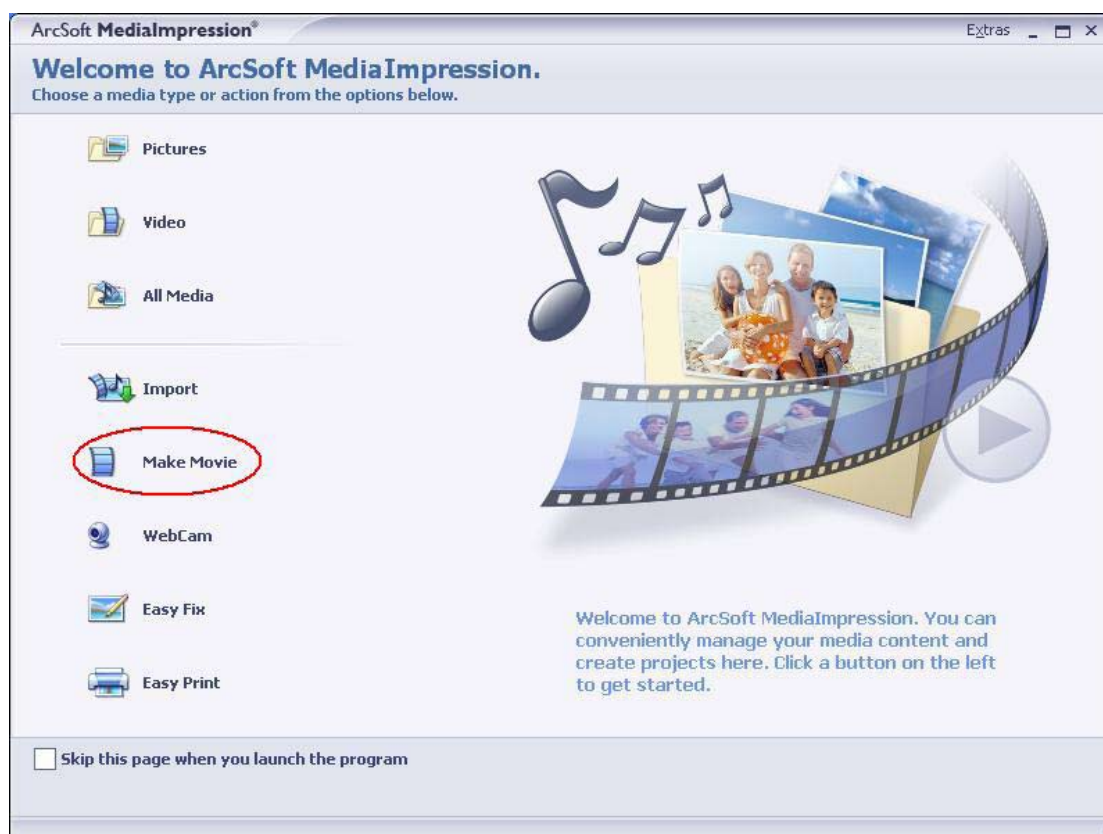 ArcSoft MediaImpression®
Extras
Welcome to ArcSoft MediaImpression.
Choose a media type or action from the options below.
Pictures
Video
All Media
Import
Make Movie
WebCam
Easy Fix
Easy Print
Welcome to ArcSoft MediaImpression. You can
conveniently manage your media content and
create projects here. Click a button on the left
to get started.
Skip this page when you launch the program